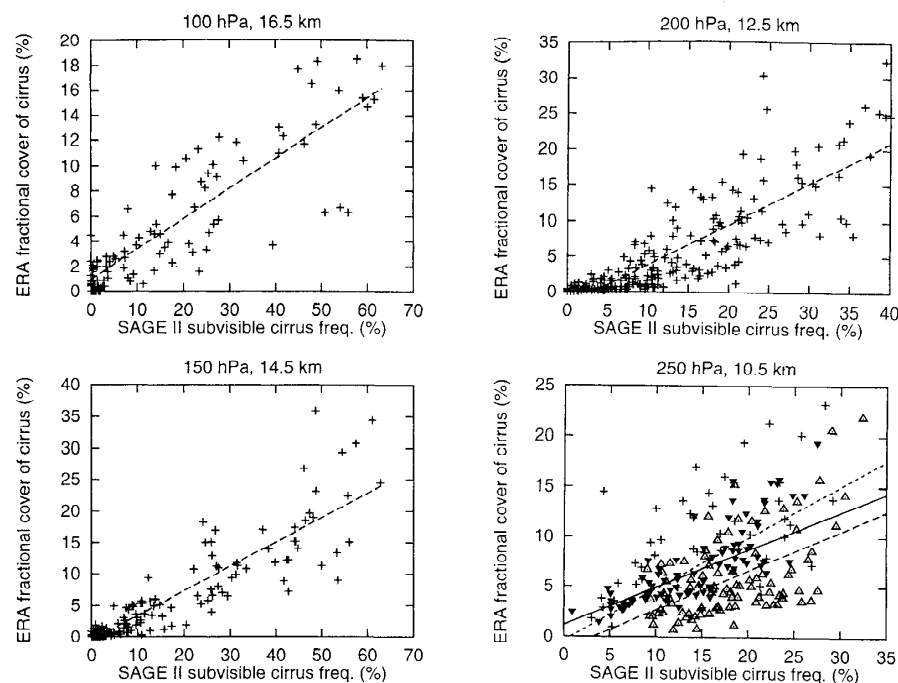 100 hPa, 16.5 km
ERA fractional cover of cirrus (%)
20
18
16
14
12
10
8
6
4
2
0
0 10 20 30 40 50 60 70
SAGE II subvisible cirrus freq. (%)
200 hPa, 12.5 km
ERA fractional cover of cirrus (%)
35
30
25
20
15
10
5
0
0 5 10 15 20 25 30 35 40
SAGE II subvisible cirrus freq. (%)
150 hPa, 14.5 km
ERA fractional cover of cirrus (%)
40
35
30
25
20
15
10
5
0
0 10 20 30 40 50 60 70
SAGE II subvisible cirrus freq. (%)
250 hPa, 10.5 km
ERA fractional cover of cirrus (%)
25
20
15
10
5
0
0 5 10 15 20 25 30 35
SAGE II subvisible cirrus freq. (%)